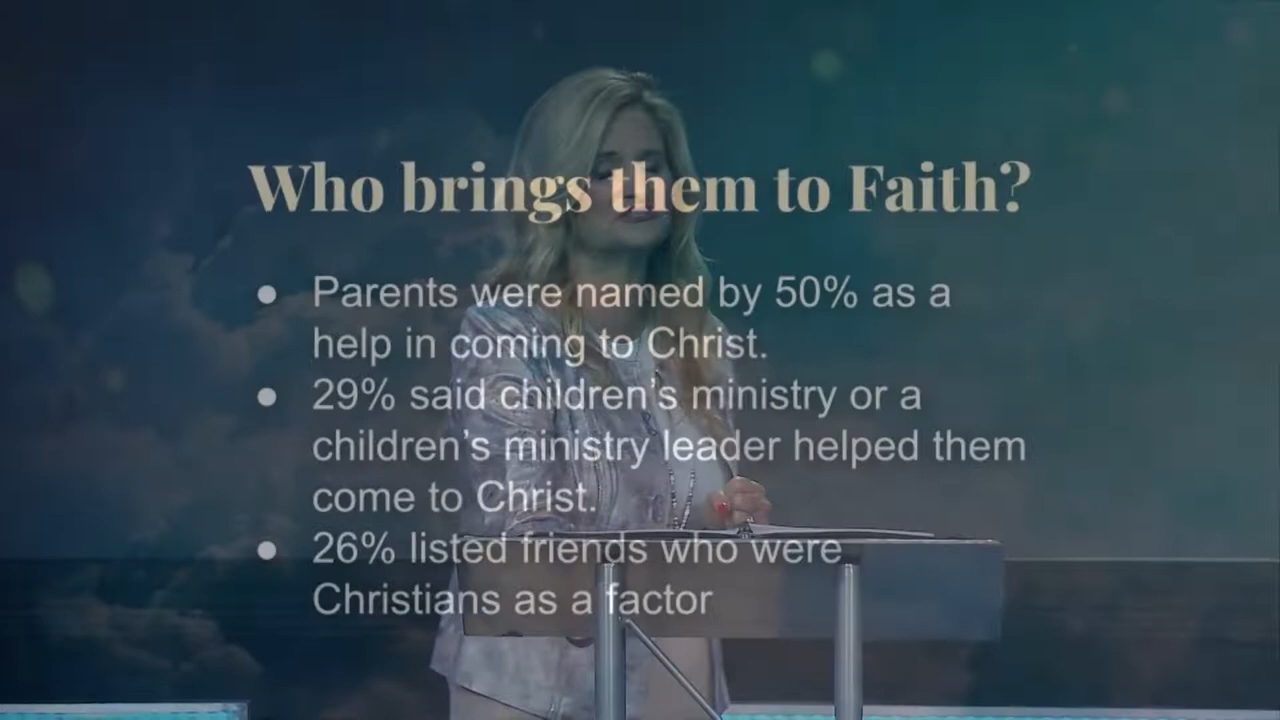 Who brings them to Faith?
● Parents were named by 50% as a
help in coming to Christ.
● 29% said children's ministry or a
children's ministry leader helped them
come to Christ.
● 26% listed friends who were
Christians as a factor